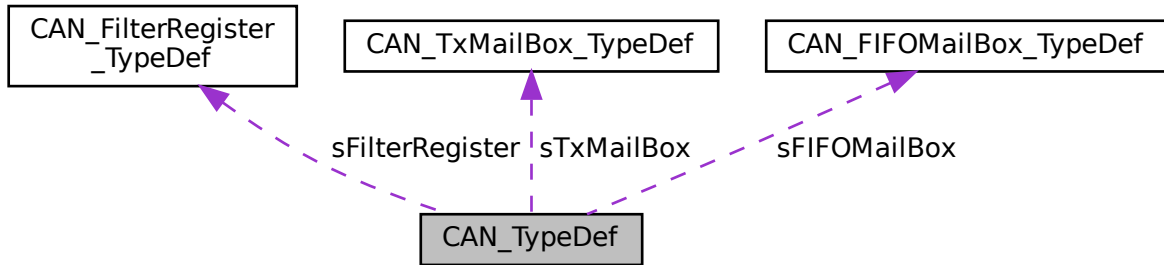 CAN_FilterRegister
_TypeDef
CAN_TxMailBox_TypeDef
CAN_FIFOMailBox_TypeDef
sFilterRegister
sTxMailBox
sFIFOMailBox
CAN_TypeDef